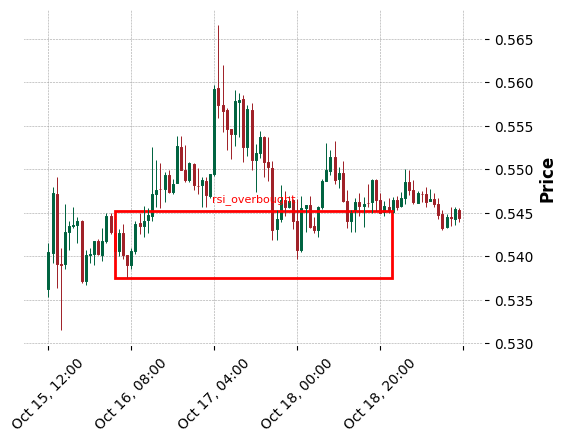 0.565
0.560
0.555
0.550
rsi_overbought
0.545
0.540
0.535
0.530
Price
Oct 15, 12:00
Oct 16, 08:00
Oct 17, 04:00
Oct 18, 00:00
Oct 18, 20:00